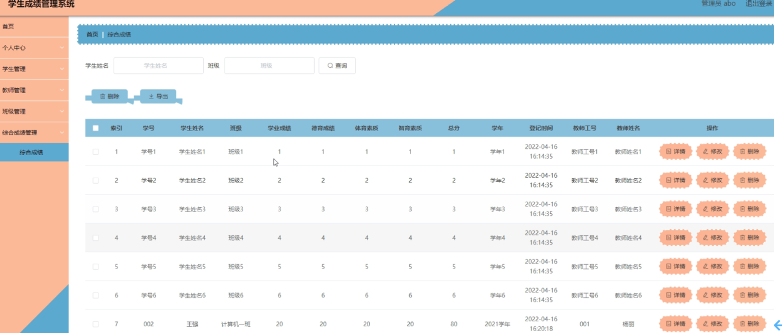 学生成绩管理系统
管理员 abo 退出登录
首页
个人中心
学生管理
教师管理
班级管理
综合成绩管理
综合成绩
首页 | 综合成绩
学生姓名 学生姓名 班级 班级 查询
删除 导出
索引 学号 学生姓名 班级 学业成绩 德育成绩 体育素质 智育素质 总分 学年 登记时间 教师工号 教师姓名 操作
1 学号1 学生姓名1 班级1 1 1 1 1 1 学年1 2022-04-16 16:14:35 教师工号1 教师姓名1 详情 修改 删除
2 学号2 学生姓名2 班级2 2 2 2 2 2 学年2 2022-04-16 16:14:35 教师工号2 教师姓名2 详情 修改 删除
3 学号3 学生姓名3 班级3 3 3 3 3 3 学年3 2022-04-16 16:14:35 教师工号3 教师姓名3 详情 修改 删除
4 学号4 学生姓名4 班级4 4 4 4 4 4 学年4 2022-04-16 16:14:35 教师工号4 教师姓名4 详情 修改 删除
5 学号5 学生姓名5 班级5 5 5 5 5 5 学年5 2022-04-16 16:14:35 教师工号5 教师姓名5 详情 修改 删除
6 学号6 学生姓名6 班级6 6 6 6 6 6 学年6 2022-04-16 16:14:35 教师工号6 教师姓名6 详情 修改 删除
7 002 王强 计算机一班 20 20 20 20 80 2021学年 2022-04-16 16:20:18 001 详情 修改 删除